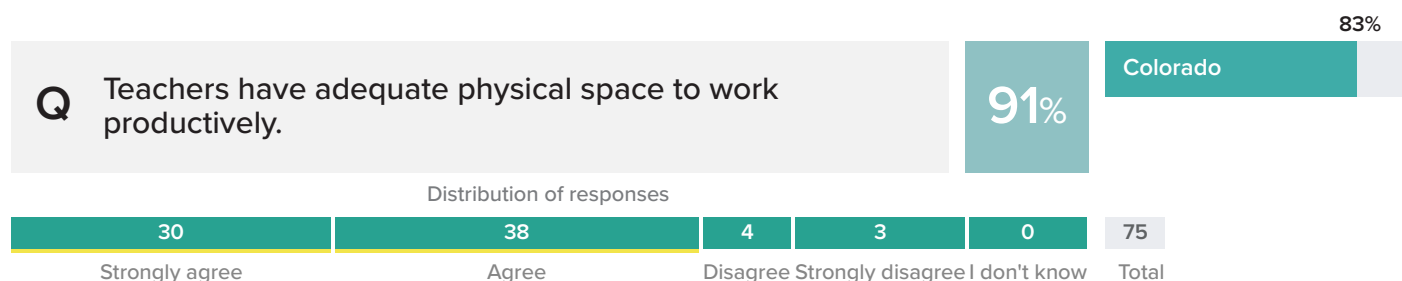 83%
Q Teachers have adequate physical space to work
productively.
91%
Colorado
Distribution of responses
30 38 4 3 0 75
Strongly agree Agree Disagree Strongly disagree I don't know Total